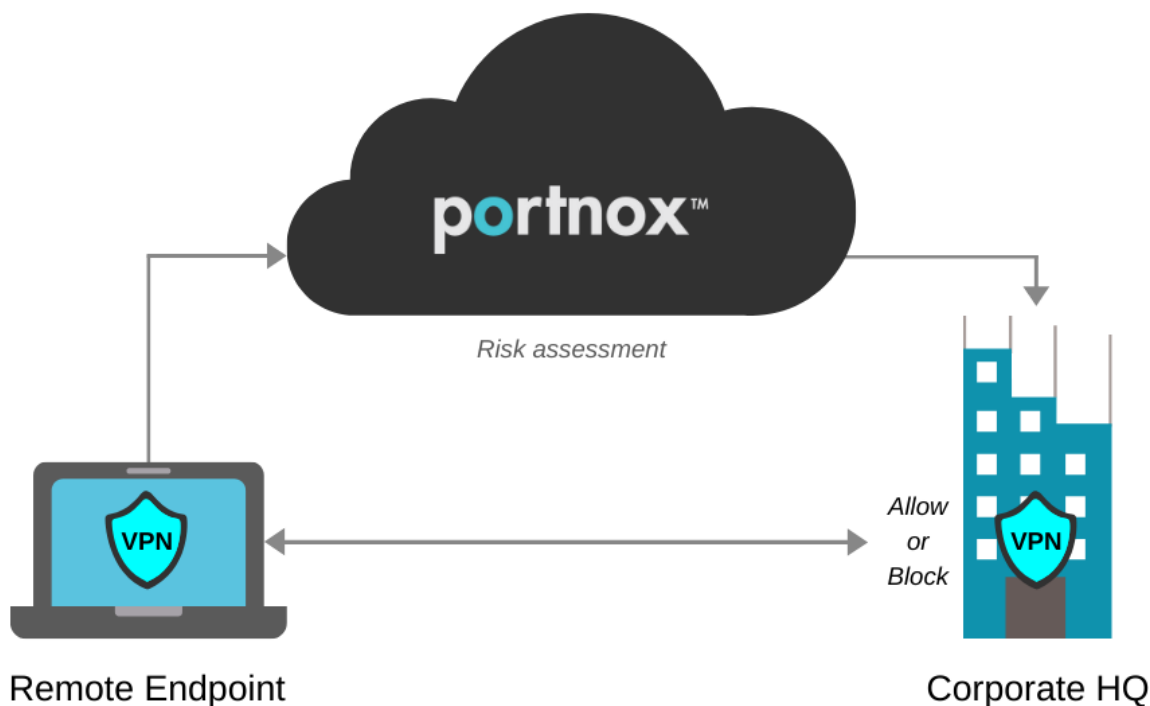 portnox™
Risk assessment
VPN
Allow
or
Block
VPN
Remote Endpoint
Corporate HQ